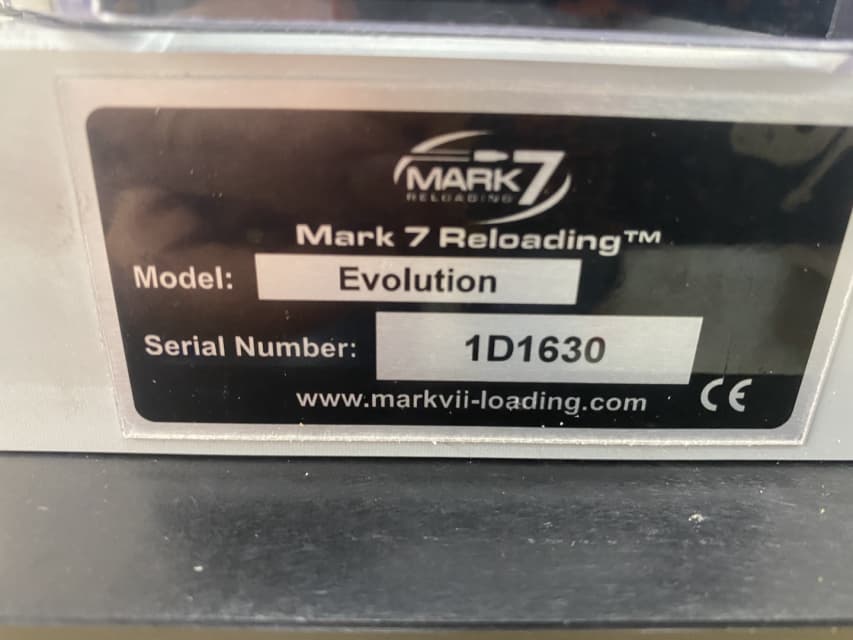 MARK 7
RELOADING
Mark 7 Reloading™
Model: Evolution
Serial Number: 1D1630
www.markvii-loading.com CE